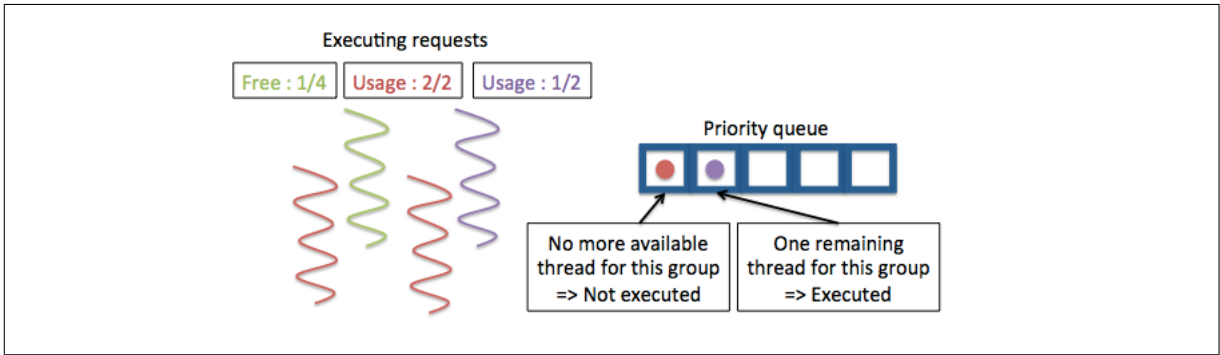 Executing requests
Free : 1/4
Usage : 2/2
Usage : 1/2
Priority queue
No more available
thread for this group
=> Not executed
One remaining
thread for this group
=> Executed